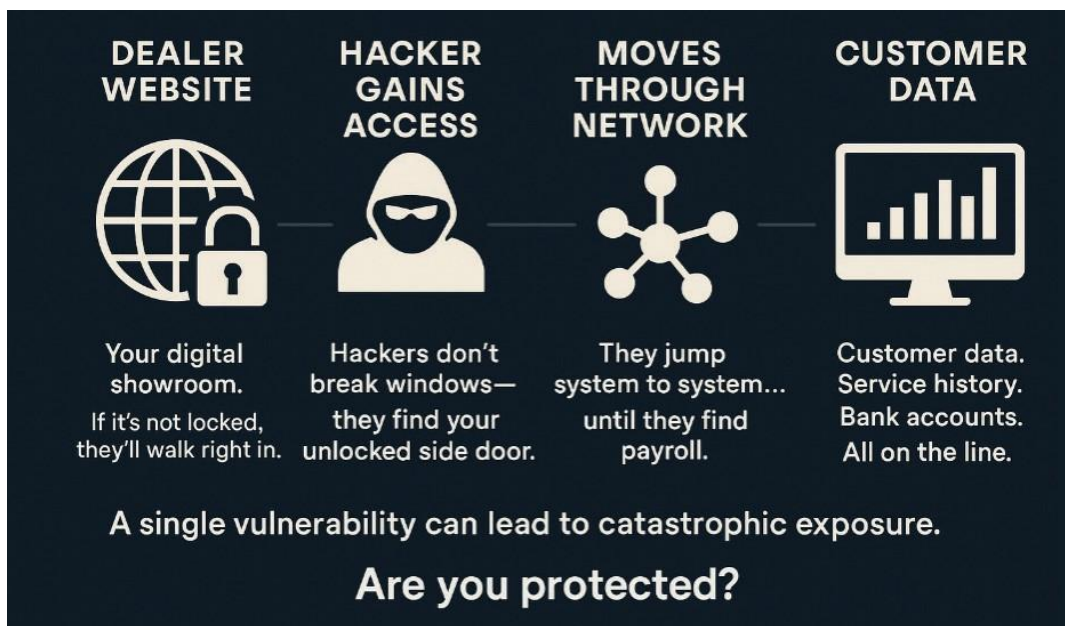 DEALER
WEBSITE
Your digital
showroom.
If it's not locked,
they'll walk right in.
HACKER
GAINS
ACCESS
Hackers don't
break windows—
they find your
unlocked side door.
MOVES
THROUGH
NETWORK
They jump
system to system...
until they find
payroll.
CUSTOMER
DATA
Customer data.
Service history.
Bank accounts.
All on the line.
A single vulnerability can lead to catastrophic exposure.
Are you protected?